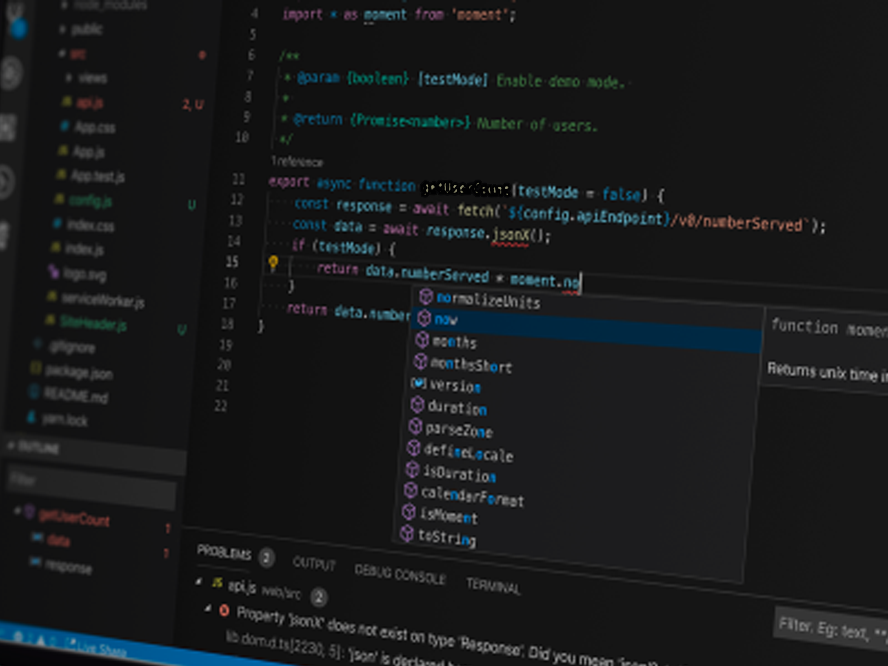 node_modules
public
src
views
api.js 2, U
App.css
App.js
App.test.js
config.js U
index.css
index.js
logo.svg
serviceWorker.js
SiteHeader.js U
.gitignore
package.json
README.md
yarn.lock
OUTLINE
Filter
getUserCount 1
data 1
response
Live Share
4 import * as moment from 'moment';
5
6 /**
7 * @param {boolean} [testMode] Enable demo mode.
8 *
9 * @return {Promise<number>} Number of users.
10 */
1 reference
11 export async function getUserCount(testMode = false) {
12 const response = await fetch(`${config.apiEndpoint}/v0/numberServed`);
13 const data = await response.jsonX();
14 if (testMode) {
15 return data.numberServed * moment.no
16 }
17 return data.number
18 }
19
20
21
22
normalizeUnits
now
months
monthsShort
version
duration
parseZone
defineLocale
isDuration
calendarFormat
isMoment
toString
function momen
Returns unix time in
PROBLEMS 2 OUTPUT DEBUG CONSOLE TERMINAL
Filter. Eg: text, **
api.js web/src 2
Property 'jsonX' does not exist on type 'Response'. Did you mean 'json'?
lib.dom.d.ts[2230, 5]: 'json' is declared